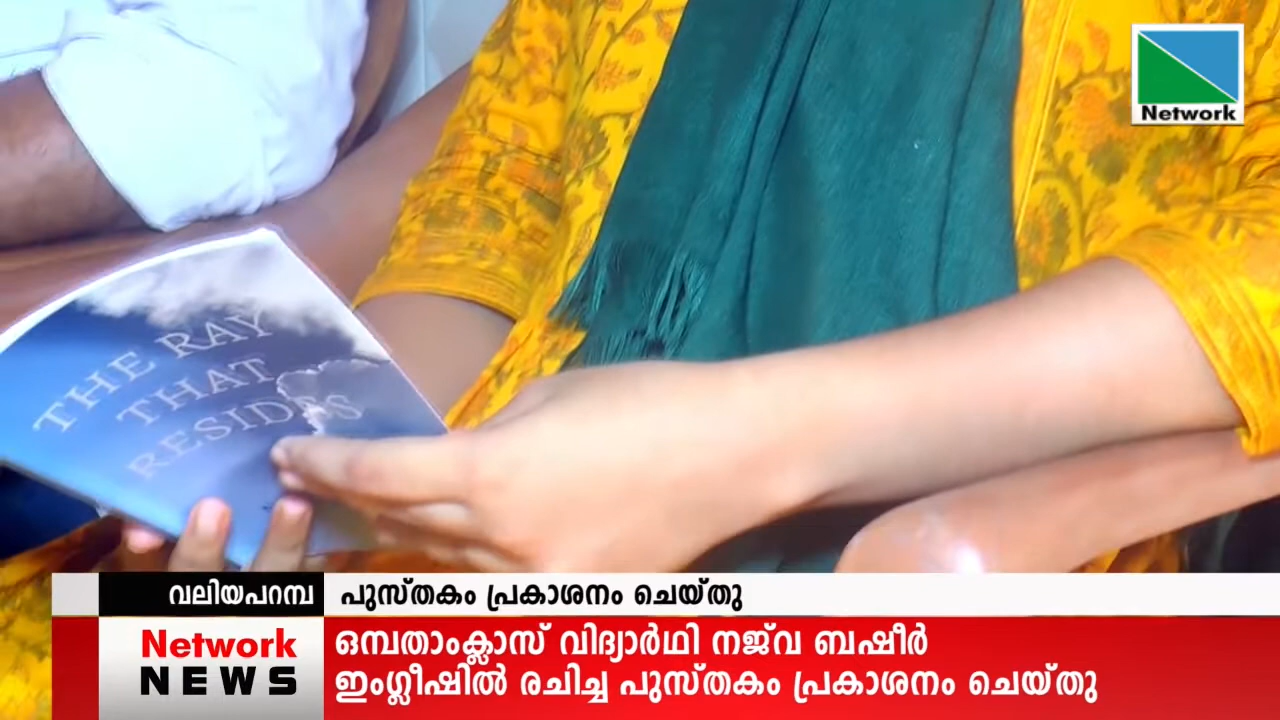 Network
THE RAY
THAT
RESIDES
വലിയപറമ്പ
പുസ്തകം പ്രകാശനം ചെയ്തു
Network
NEWS
ഒമ്പതാംക്ലാസ് വിദ്യാർഥി നജ്‌വ ബഷീർ
ഇംഗ്ലീഷിൽ രചിച്ച പുസ്തകം പ്രകാശനം ചെയ്തു